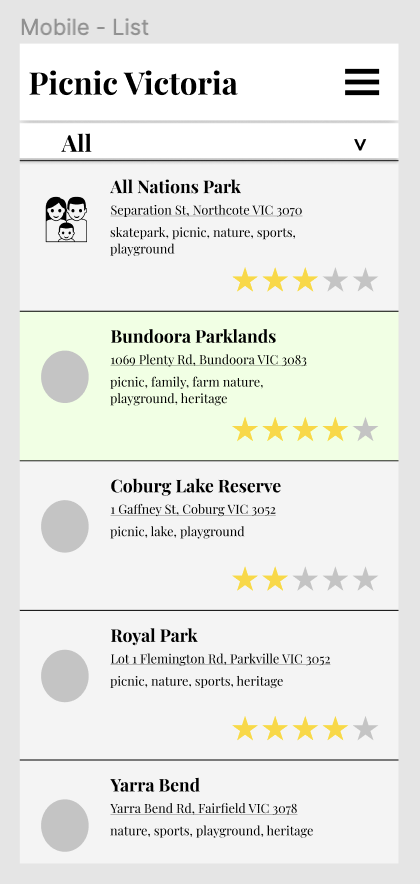 Mobile - List
Picnic Victoria
All
v
All Nations Park
Separation St, Northcote VIC 3070
skatepark, picnic, nature, sports,
playground
Bundoora Parklands
1069 Plenty Rd, Bundoora VIC 3083
picnic, family, farm nature,
playground, heritage
Coburg Lake Reserve
1 Gaffney St, Coburg VIC 3052
picnic, lake, playground
Royal Park
Lot 1 Flemington Rd, Parkville VIC 3052
picnic, nature, sports, heritage
Yarra Bend
Yarra Bend Rd, Fairfield VIC 3078
nature, sports, playground, heritage